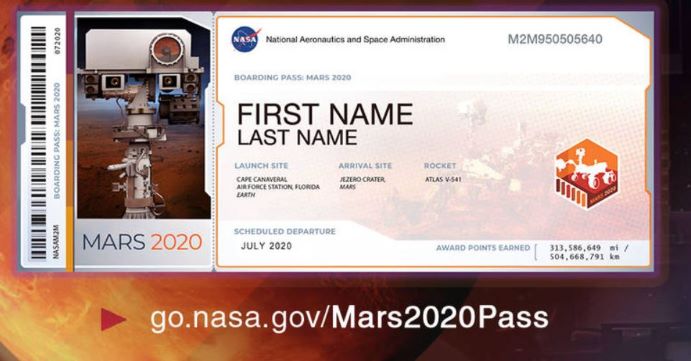 072020
BOARDING PASS: MARS 2020
NASAM2M
MARS 2020
NASA
National Aeronautics and Space Administration
M2M950505640
BOARDING PASS: MARS 2020
FIRST NAME
LAST NAME
LAUNCH SITE
CAPE CANAVERAL
AIR FORCE STATION, FLORIDA
EARTH
ARRIVAL SITE
JEZERO CRATER,
MARS
ROCKET
ATLAS V-541
MARS 2020
SCHEDULED DEPARTURE
JULY 2020
AWARD POINTS EARNED
313,586,649 mi /
504,668,791 km
go.nasa.gov/Mars2020Pass